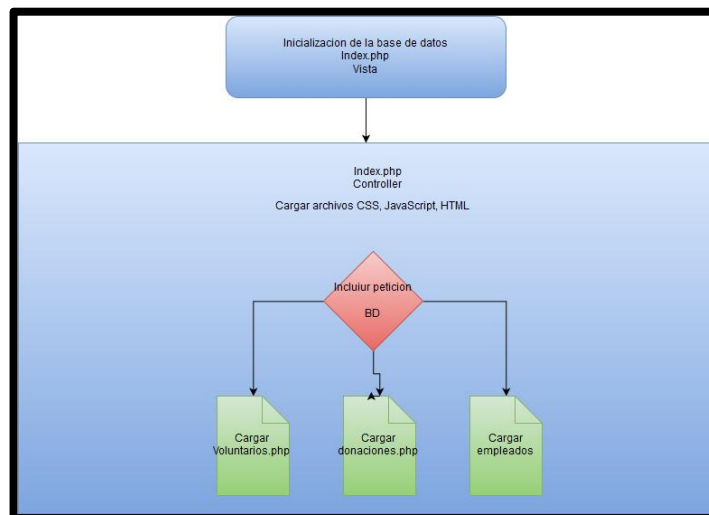 Inicializacion de la base de datos
Index.php
Vista
Index.php
Controller
Cargar archivos CSS, JavaScript, HTML
Incluiur peticion
BD
Cargar
Voluntarios.php
Cargar
donaciones.php
Cargar
empleados